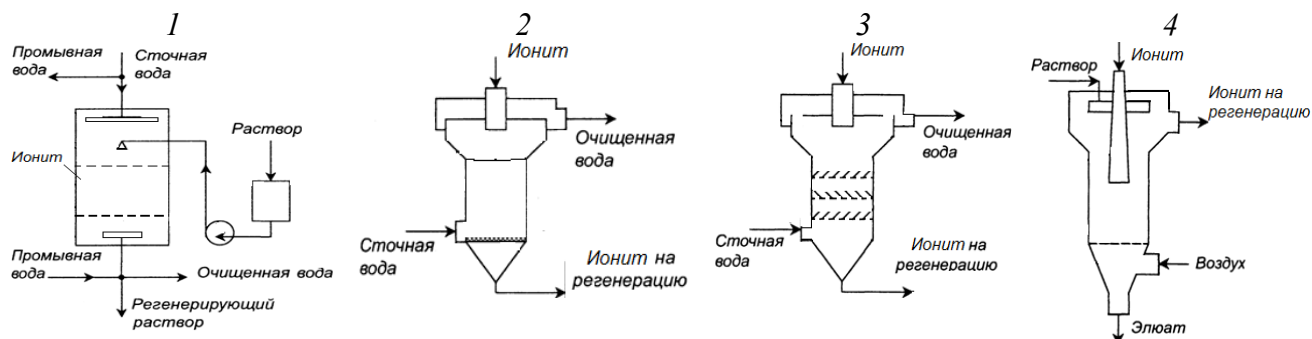 1
Промывная
вода
Сточная
вода
Раствор
Ионит
Промывная
вода
Очищенная вода
Регенерирующий
раствор
2
Ионит
Очищенная
вода
Сточная
вода
Ионит на
регенерацию
3
Ионит
Очищенная
вода
Сточная
вода
Ионит на
регенерацию
4
Ионит
Раствор
Ионит на
регенерацию
Воздух
Элюат